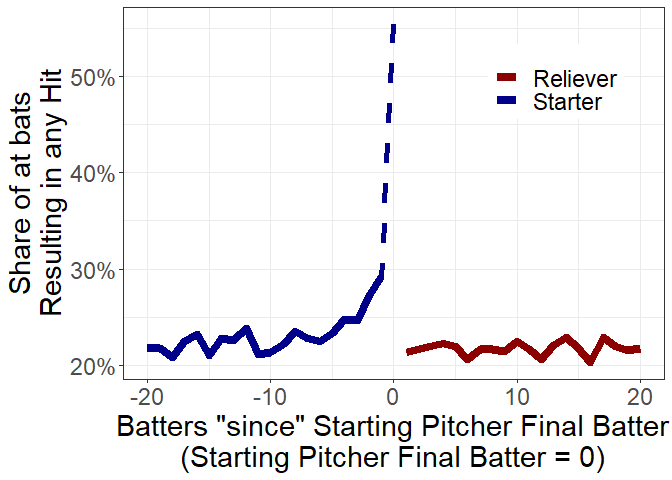 Share of at bats
Resulting in any Hit
50%
40%
30%
20%
Reliever
Starter
-20 -10 0 10 20
Batters "since" Starting Pitcher Final Batter
(Starting Pitcher Final Batter = 0)